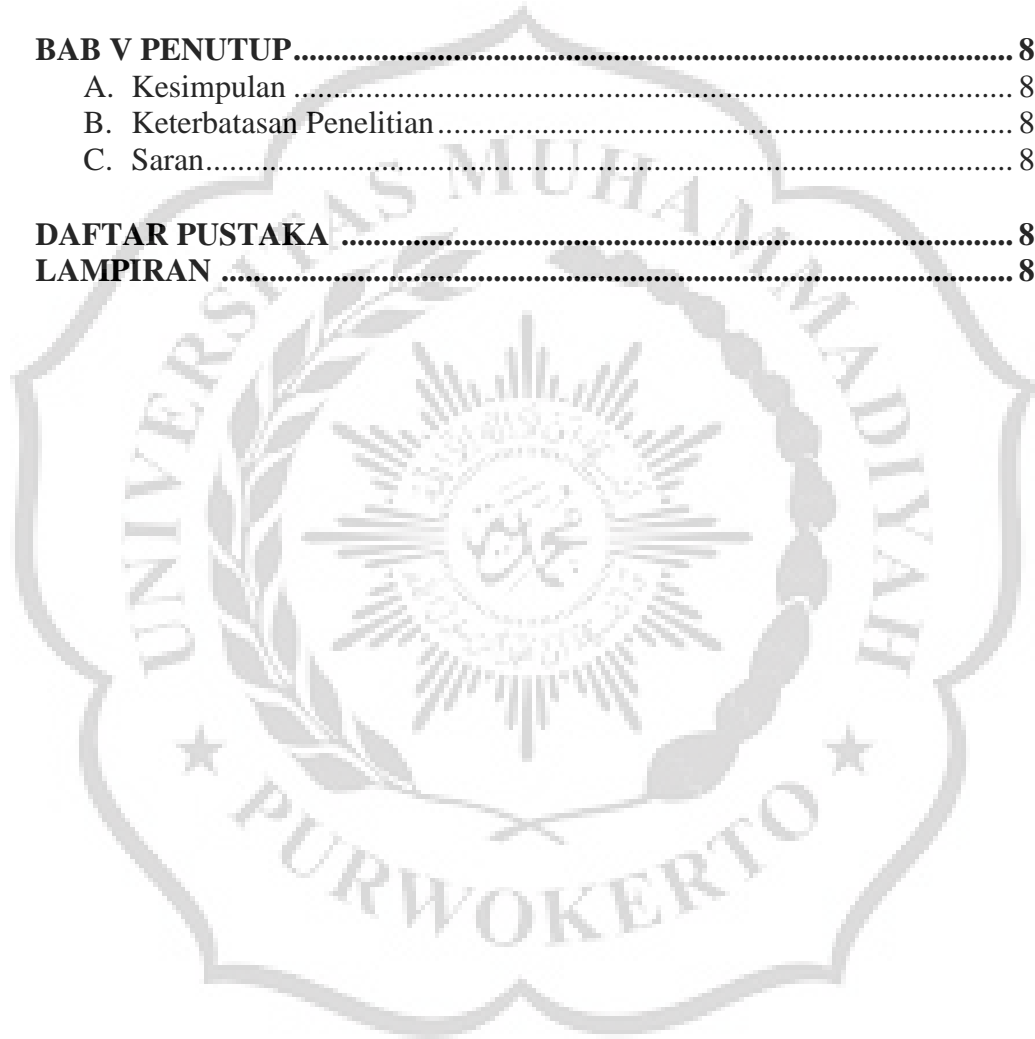 BAB V PENUTUP.................................................................................................................. 8
A. Kesimpulan .......................................................................................... 8
B. Keterbatasan Penelitian........................................................................ 8
C. Saran..................................................................................................... 8
DAFTAR PUSTAKA ......................................................................................................... 8
LAMPIRAN ........................................................................................................................ 8
UNIVERSITAS MUHAMMADIYAH
PURWOKERTO